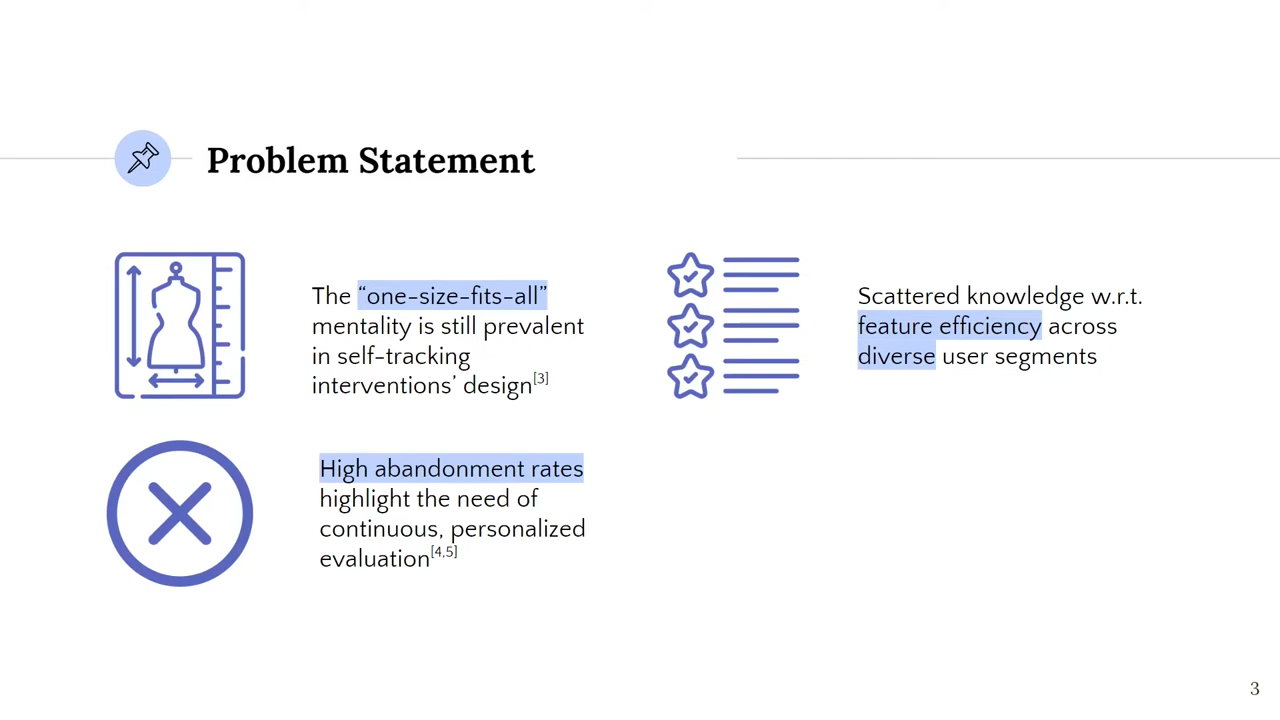 Problem Statement
The “one-size-fits-all”
mentality is still prevalent
in self-tracking
interventions’ design[3]
Scattered knowledge w.r.t.
feature efficiency across
diverse user segments
High abandonment rates
highlight the need of
continuous, personalized
evaluation[4,5]
3